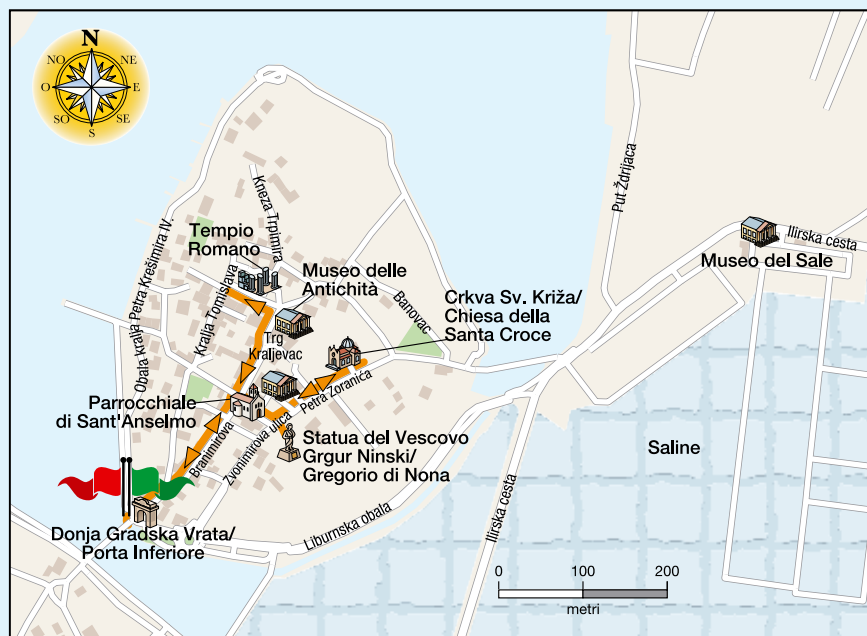 N
NO
NE
O
E
SO
SE
S
Put Ždrijaca
Kneza Trpimira
Obala kralja Petra Krešimira IV.
Tempio
Romano
Ilirska cesta
Museo del Sale
Museo delle
Antichità
Kralja Tomislava
Banovac
Crkva Sv. Križa/
Chiesa della
Santa Croce
Trg
Kraljevac
Petra Zoranića
Parrocchiale
di Sant'Anselmo
Branimirova
Zvonimirova ulica
Statua del Vescovo
Grgur Ninski/
Gregorio di Nona
Saline
Ilirska cesta
Liburnska obala
Donja Gradska Vrata/
Porta Inferiore
0 100 200
metri